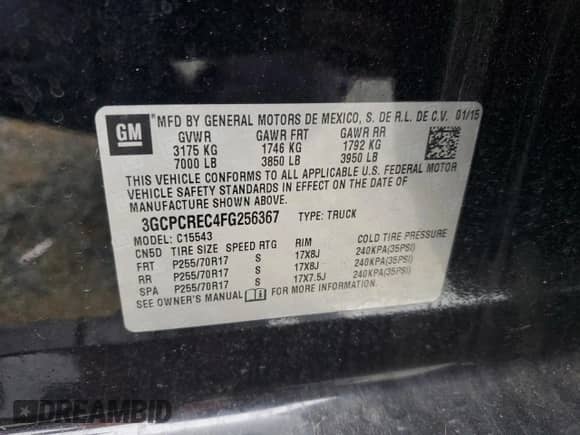 GM
MFD BY GENERAL MOTORS DE MEXICO, S. DE R.L. DE C.V. 01/15
GVWR GAWR FRT GAWR RR
3175 KG 1746 KG 1792 KG
7000 LB 3850 LB 3950 LB
THIS VEHICLE CONFORMS TO ALL APPLICABLE U.S. FEDERAL MOTOR
VEHICLE SAFETY STANDARDS IN EFFECT ON THE DATE OF
MANUFACTURE SHOWN ABOVE.
3GCPCREC4FG256367 TYPE: TRUCK
MODEL: C15543
CN5D TIRE SIZE SPEED RTG RIM COLD TIRE PRESSURE
FRT P255/70R17 S 17X8J 240KPA(35PSI)
RR P255/70R17 S 17X8J 240KPA(35PSI)
SPA P255/70R17 S 17X7.5J 240KPA(35PSI)
SEE OWNER'S MANUAL FOR MORE INFORMATION.
DREAMBID